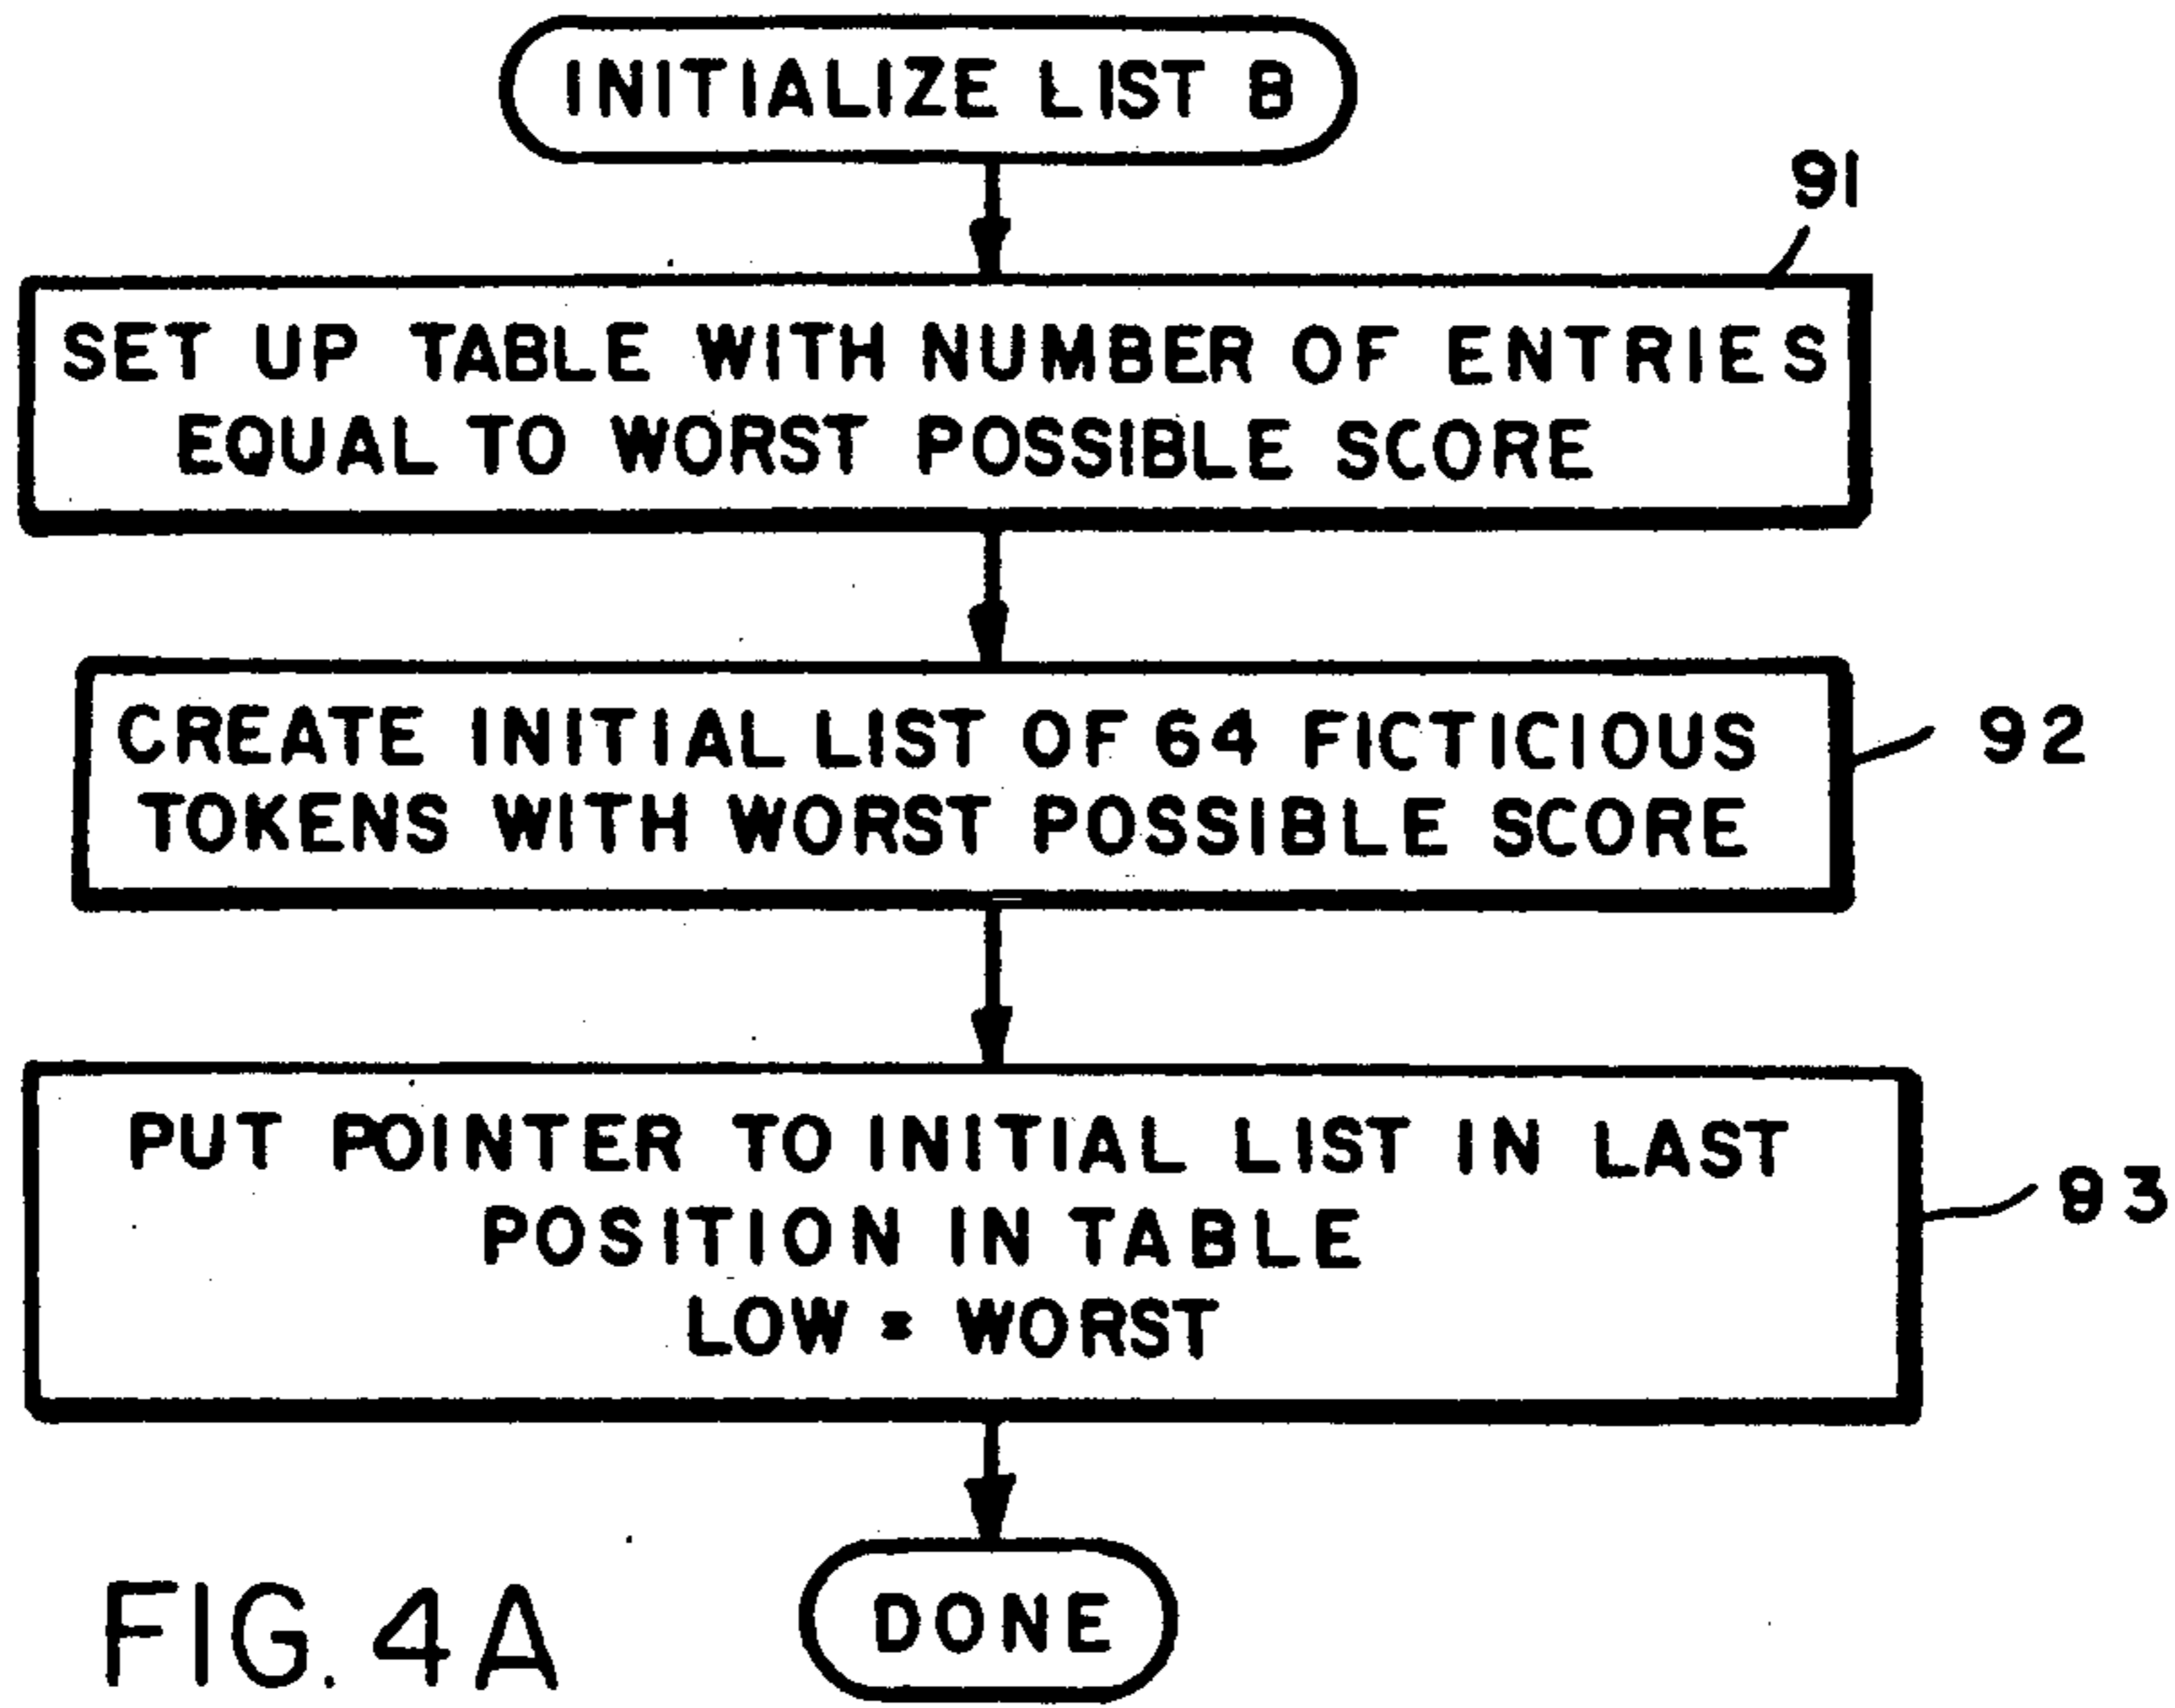 INITIALIZE LIST B
91
SET UP TABLE WITH NUMBER OF ENTRIES
EQUAL TO WORST POSSIBLE SCORE
CREATE INITIAL LIST OF 64 FICTICIOUS
TOKENS WITH WORST POSSIBLE SCORE
92
PUT POINTER TO INITIAL LIST IN LAST
POSITION IN TABLE
LOW = WORST
93
DONE
FIG. 4A